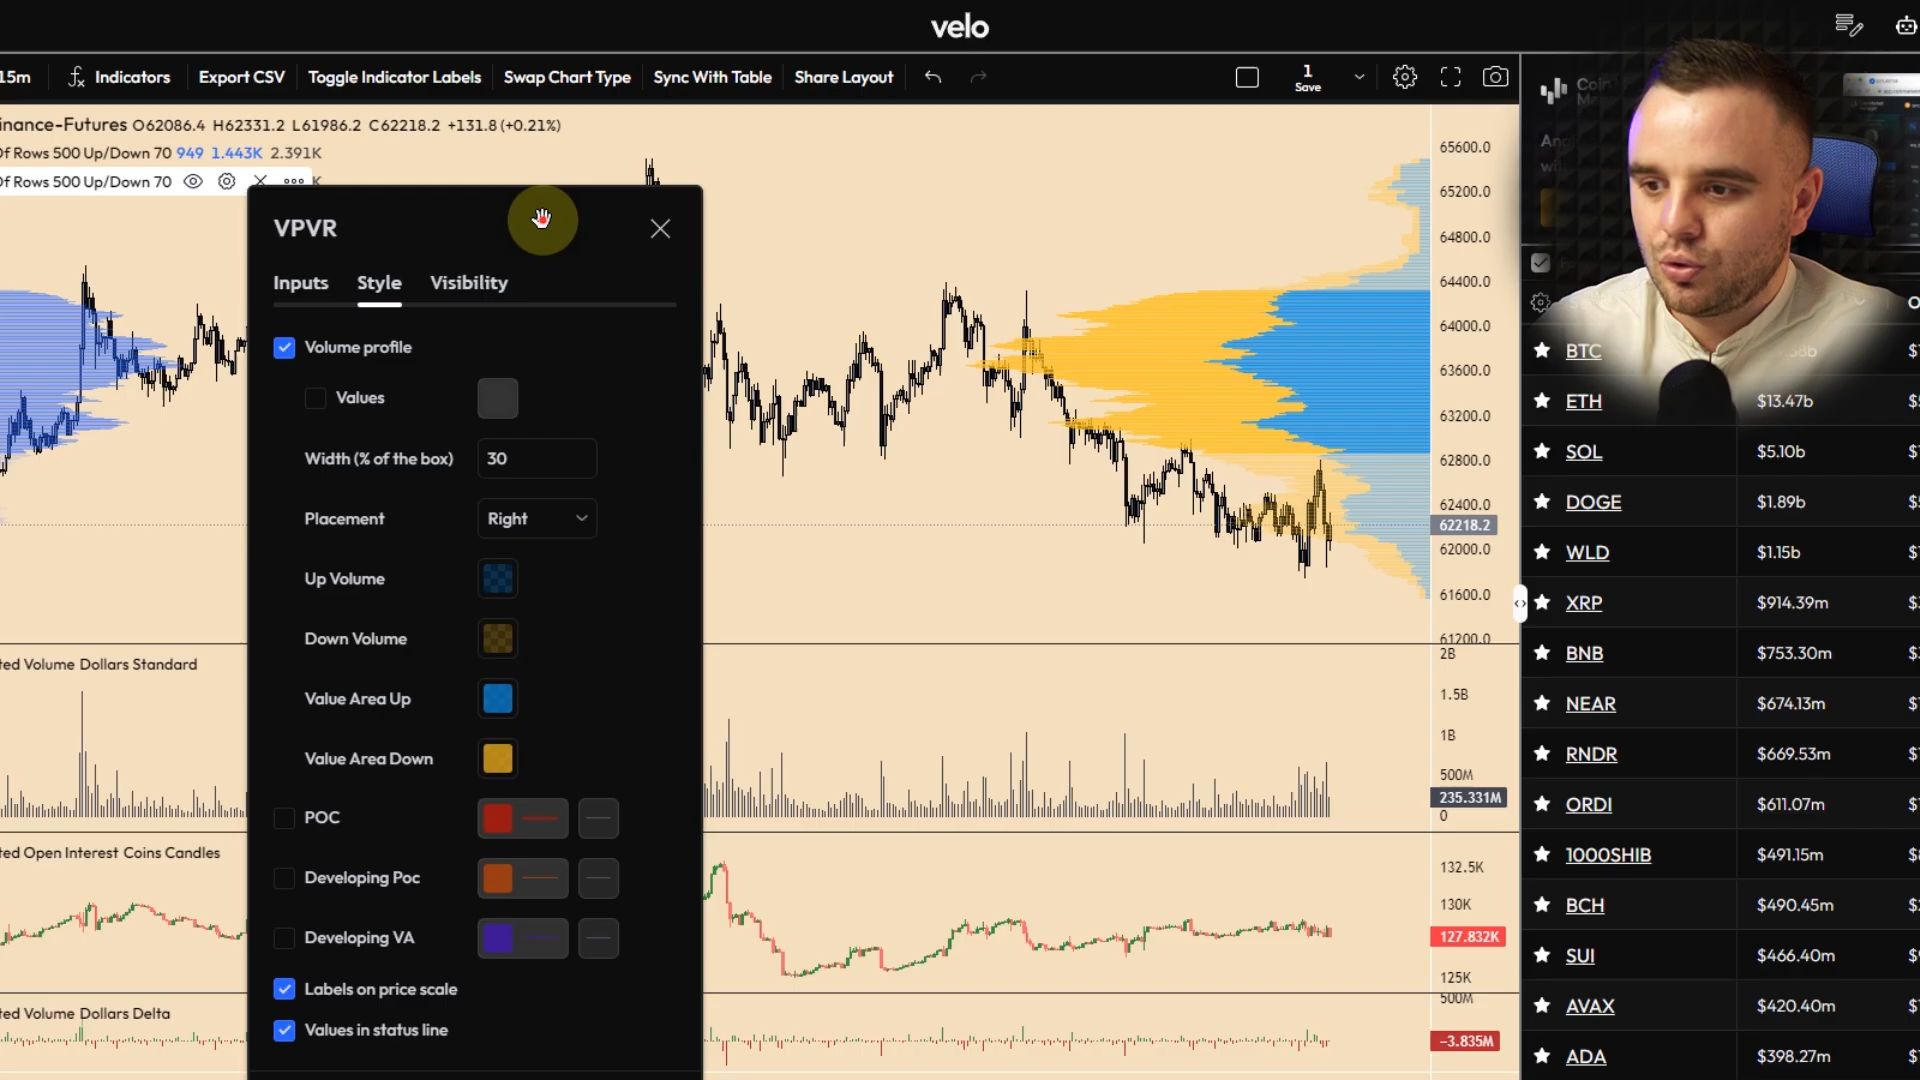 velo
15m
Indicators
Export CSV
Toggle Indicator Labels
Swap Chart Type
Sync With Table
Share Layout
1
Save
inance-Futures O62086.4 H62331.2 L61986.2 C62218.2 +131.8 (+0.21%)
Of Rows 500 Up/Down 70 949 1.443K 2.391K
Of Rows 500 Up/Down 70
K
VPVR
Inputs
Style
Visibility
Volume profile
Values
Width (% of the box) 30
Placement Right
Up Volume
Down Volume
Value Area Up
Value Area Down
POC
Developing Poc
Developing VA
Labels on price scale
Values in status line
ted Volume Dollars Standard
ted Open Interest Coins Candles
ted Volume Dollars Delta
65600.0
65200.0
64800.0
64400.0
64000.0
63600.0
63200.0
62800.0
62400.0
62218.2
62000.0
61600.0
61200.0
2B
1.5B
1B
500M
235.331M
0
132.5K
130K
127.832K
125K
500M
−3.835M
BTC
ETH $13.47b
SOL $5.10b
DOGE $1.89b
WLD $1.15b
XRP $914.39m
BNB $753.30m
NEAR $674.13m
RNDR $669.53m
ORDI $611.07m
1000SHIB $491.15m
BCH $490.45m
SUI $466.40m
AVAX $420.40m
ADA $398.27m